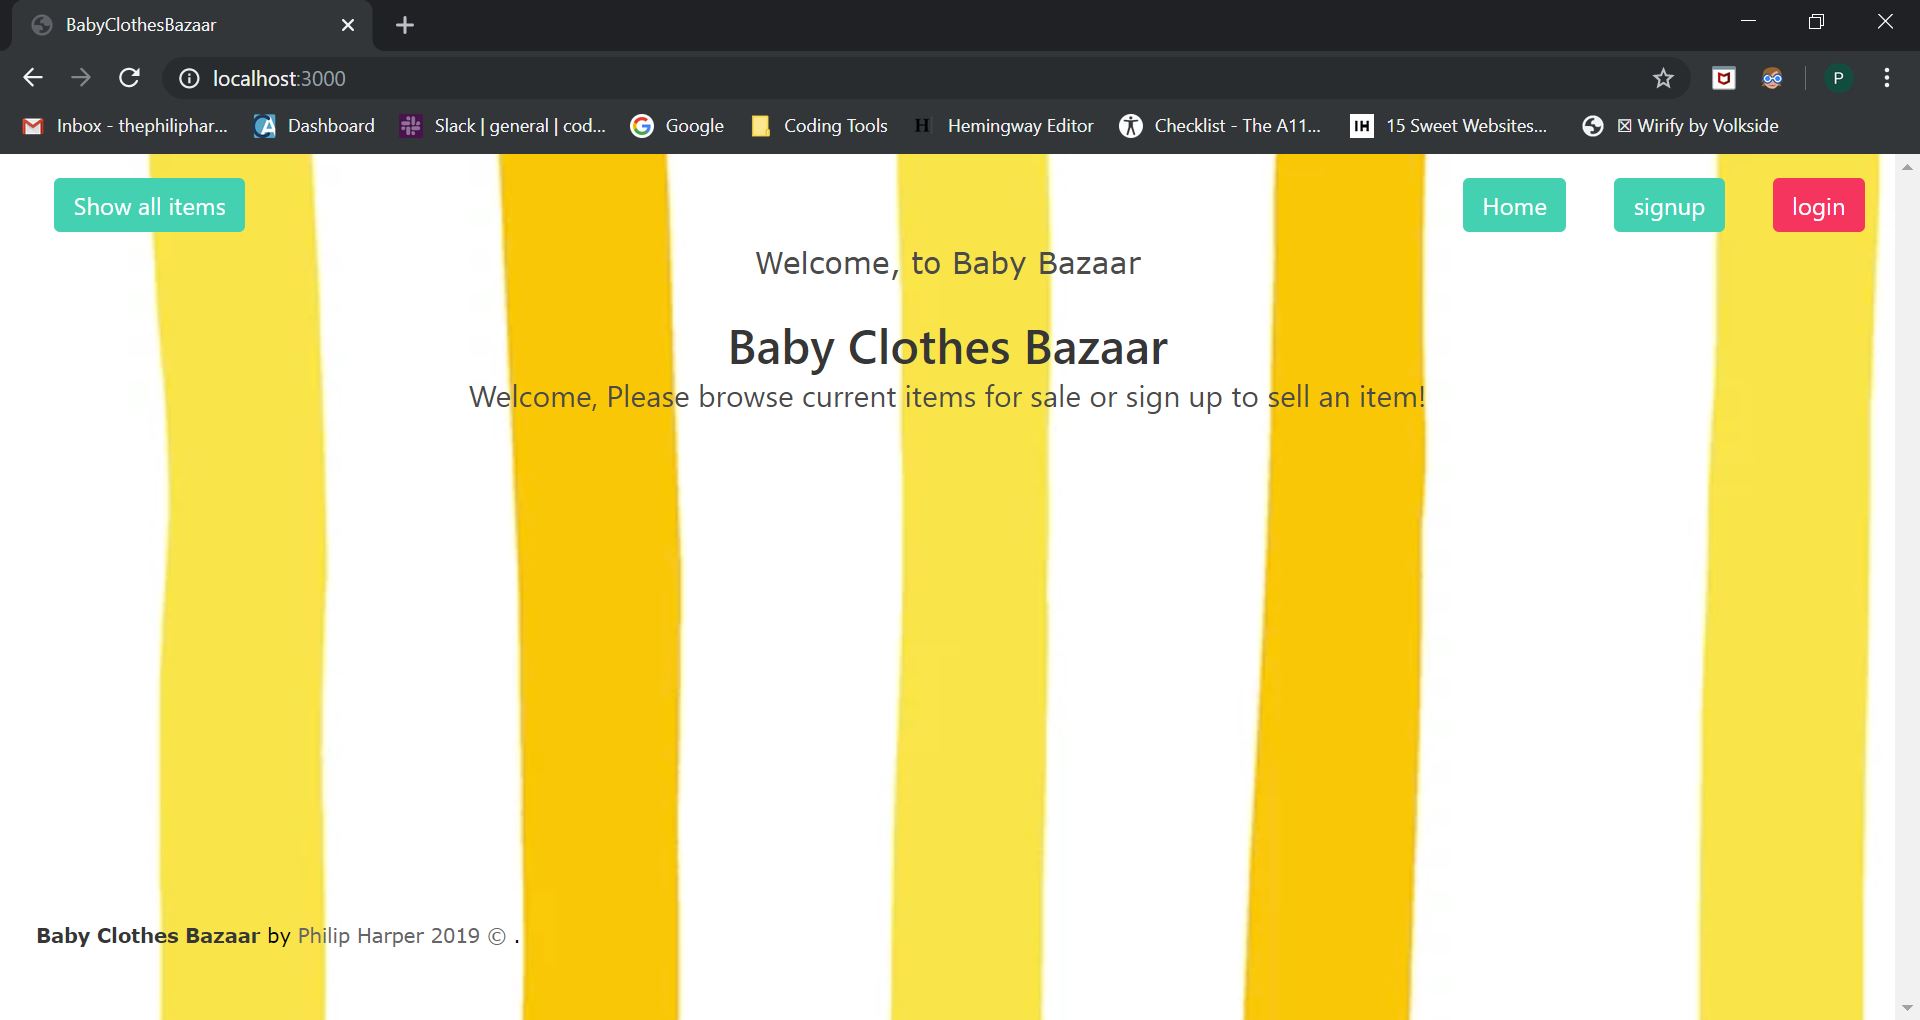 BabyClothesBazaar
localhost:3000
P
Inbox - thephiliphar... Dashboard Slack | general | cod... Google Coding Tools H Hemingway Editor Checklist - The A11... IH 15 Sweet Websites... ☒ Wirify by Volkside
Show all items Home signup login
Welcome, to Baby Bazaar
Baby Clothes Bazaar
Welcome, Please browse current items for sale or sign up to sell an item!
Baby Clothes Bazaar by Philip Harper 2019 © .